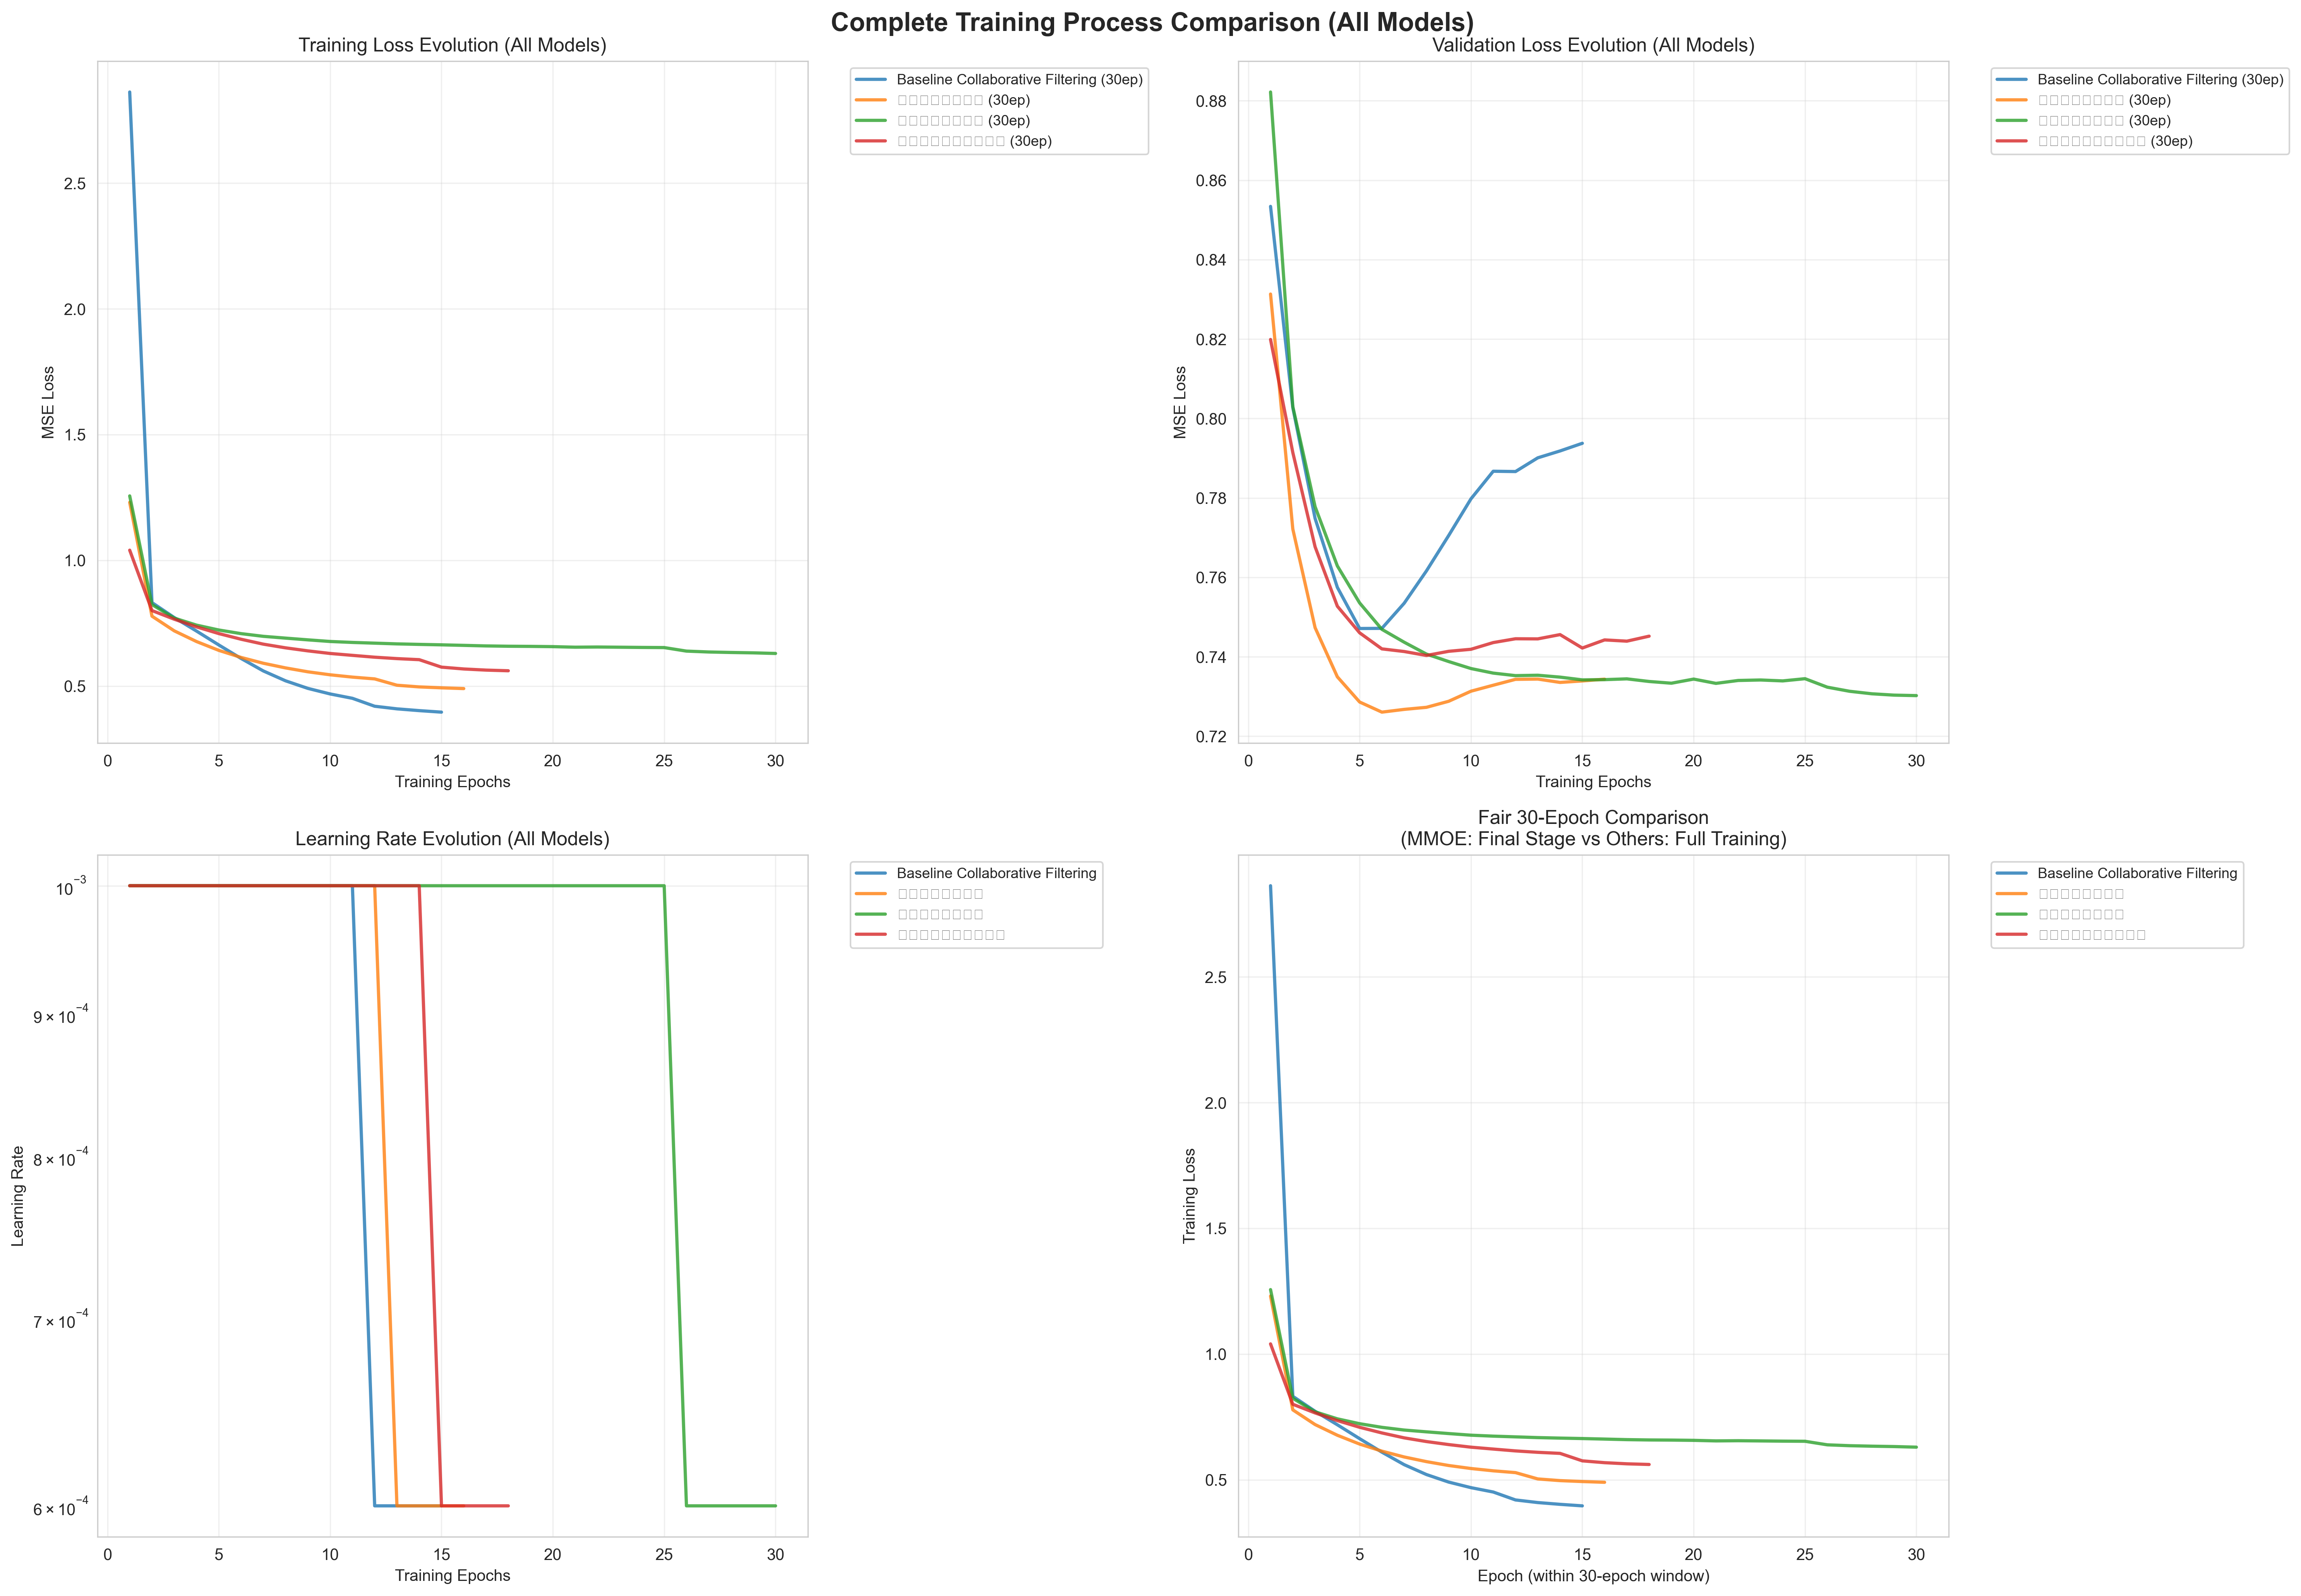 Complete Training Process Comparison (All Models)
Training Loss Evolution (All Models)
MSE Loss
2.5
2.0
1.5
1.0
0.5
0 5 10 15 20 25 30
Training Epochs
Baseline Collaborative Filtering (30ep)
(30ep)
(30ep)
(30ep)
Validation Loss Evolution (All Models)
MSE Loss
0.88
0.86
0.84
0.82
0.80
0.78
0.76
0.74
0.72
0 5 10 15 20 25 30
Training Epochs
Baseline Collaborative Filtering (30ep)
(30ep)
(30ep)
(30ep)
Learning Rate Evolution (All Models)
Learning Rate
10⁻³
9 × 10⁻⁴
8 × 10⁻⁴
7 × 10⁻⁴
6 × 10⁻⁴
0 5 10 15 20 25 30
Training Epochs
Baseline Collaborative Filtering
Fair 30-Epoch Comparison
(MMOE: Final Stage vs Others: Full Training)
Training Loss
2.5
2.0
1.5
1.0
0.5
0 5 10 15 20 25 30
Epoch (within 30-epoch window)
Baseline Collaborative Filtering